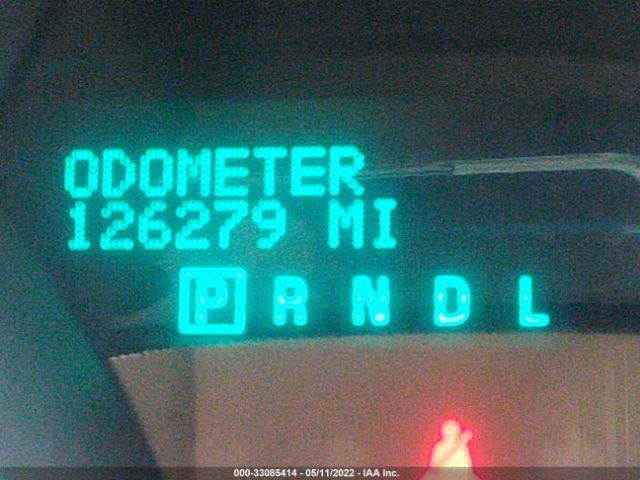 ODOMETER
126279 MI
P R N D L
000-33085414 - 05/11/2022 - IAA Inc.